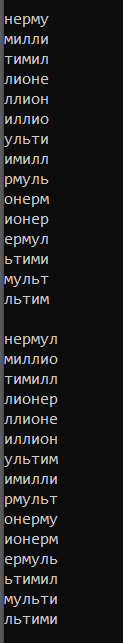 нерму
милли
тимил
лионе
ллион
иллио
ульти
имилл
рмуль
онерм
ионер
ермул
ьтими
мульт
льтим

нермул
миллио
тимилл
лионер
ллионе
иллион
ультим
имилли
рмульт
онерму
ионерм
ермуль
ьтимил
мульти
льтими